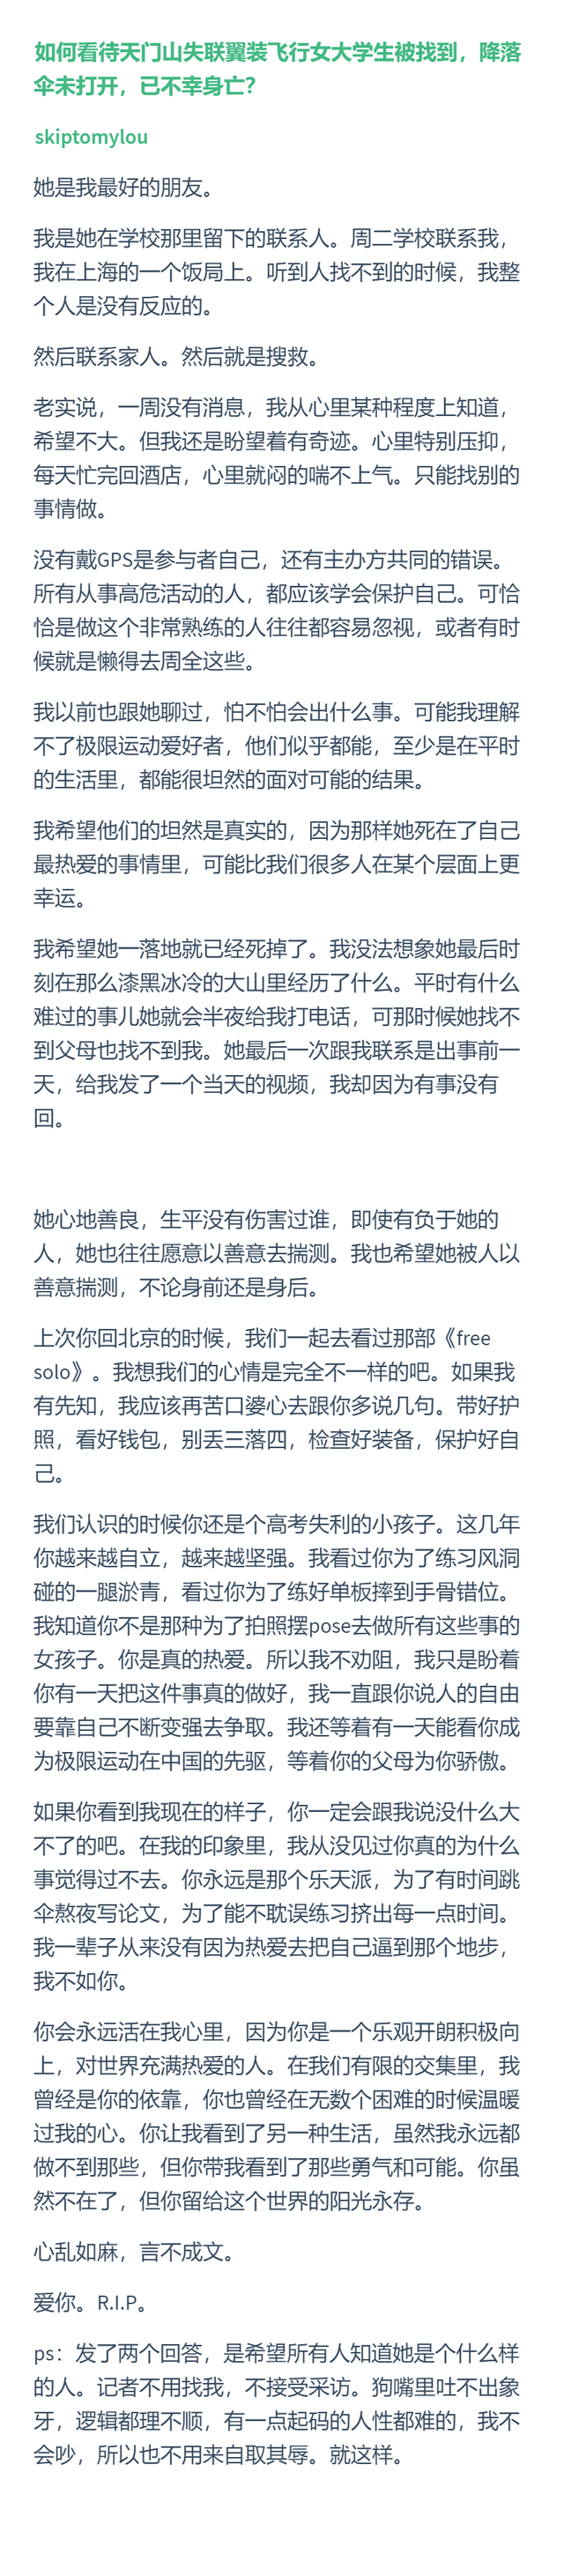 如何看待天门山失联翼装飞行女大学生被找到，降落
伞未打开，已不幸身亡？
skiptomylou
她是我最好的朋友。
我是她在学校那里留下的联系人。周二学校联系我，
我在上海的一个饭局上。听到人找不到的时候，我整
个人是没有反应的。
然后联系家人。然后就是搜救。
老实说，一周没有消息，我从心里某种程度上知道，
希望不大。但我还是盼望着有奇迹。心里特别压抑，
每天忙完回酒店，心里就闷的喘不上气。只能找别的
事情做。
没有戴GPS是参与者自己，还有主办方共同的错误。
所有从事高危活动的人，都应该学会保护自己。可恰
恰是做这个非常熟练的人往往都容易忽视，或者有时
候就是懒得去周全这些。
我以前也跟她聊过，怕不怕会出什么事。可能我理解
不了极限运动爱好者，他们似乎都能，至少是在平时
的生活里，都能很坦然的面对可能的结果。
我希望他们的坦然是真实的，因为那样她死在了自己
最热爱的事情里，可能比我们很多人在某个层面上更
幸运。
我希望她一落地就已经死掉了。我没法想象她最后时
刻在那么漆黑冰冷的大山里经历了什么。平时有什么
难过的事儿她就会半夜给我打电话，可那时候她找不
到父母也找不到我。她最后一次跟我联系是出事前一
天，给我发了一个当天的视频，我却因为有事没有
回。
她心地善良，生平没有伤害过谁，即使有负于她的
人，她也往往愿意以善意去揣测。我也希望她被人以
善意揣测，不论身前还是身后。
上次你回北京的时候，我们一起去看过那部《free
solo》。我想我们的心情是完全不一样的吧。如果我
有先知，我应该再苦口婆心去跟你多说几句。带好护
照，看好钱包，别丢三落四，检查好装备，保护好自
己。
我们认识的时候你还是个高考失利的小孩子。这几年
你越来越自立，越来越坚强。我看过你为了练习风洞
碰的一腿淤青，看过你为了练好单板摔到手骨错位。
我知道你不是那种为了拍照摆pose去做所有这些事的
女孩子。你是真的热爱。所以我不劝阻，我只是盼着
你有一天把这件事真的做好，我一直跟你说人的自由
要靠自己不断变强去争取。我还等着有一天能看你成
为极限运动在中国的先驱，等着你的父母为你骄傲。
如果你看到我现在的样子，你一定会跟我说没什么大
不了的吧。在我的印象里，我从没见过你真的为什么
事觉得过不去。你永远是那个乐天派，为了有时间跳
伞熬夜写论文，为了能不耽误练习挤出每一点时间。
我一辈子从来没有因为热爱去把自己逼到那个地步，
我不如你。
你会永远活在我心里，因为你是一个乐观开朗积极向
上，对世界充满热爱的人。在我们有限的交集里，我
曾经是你的依靠，你也曾经在无数个困难的时候温暖
过我的心。你让我看到了另一种生活，虽然我永远都
做不到那些，但你带我看到了那些勇气和可能。你虽
然不在了，但你留给这个世界的阳光永存。
心乱如麻，言不成文。
爱你。R.I.P。
ps：发了两个回答，是希望所有人知道她是个什么样
的人。记者不用找我，不接受采访。狗嘴里吐不出象
牙，逻辑都理不顺，有一点起码的人性都难的，我不
会吵，所以也不用来自取其辱。就这样。